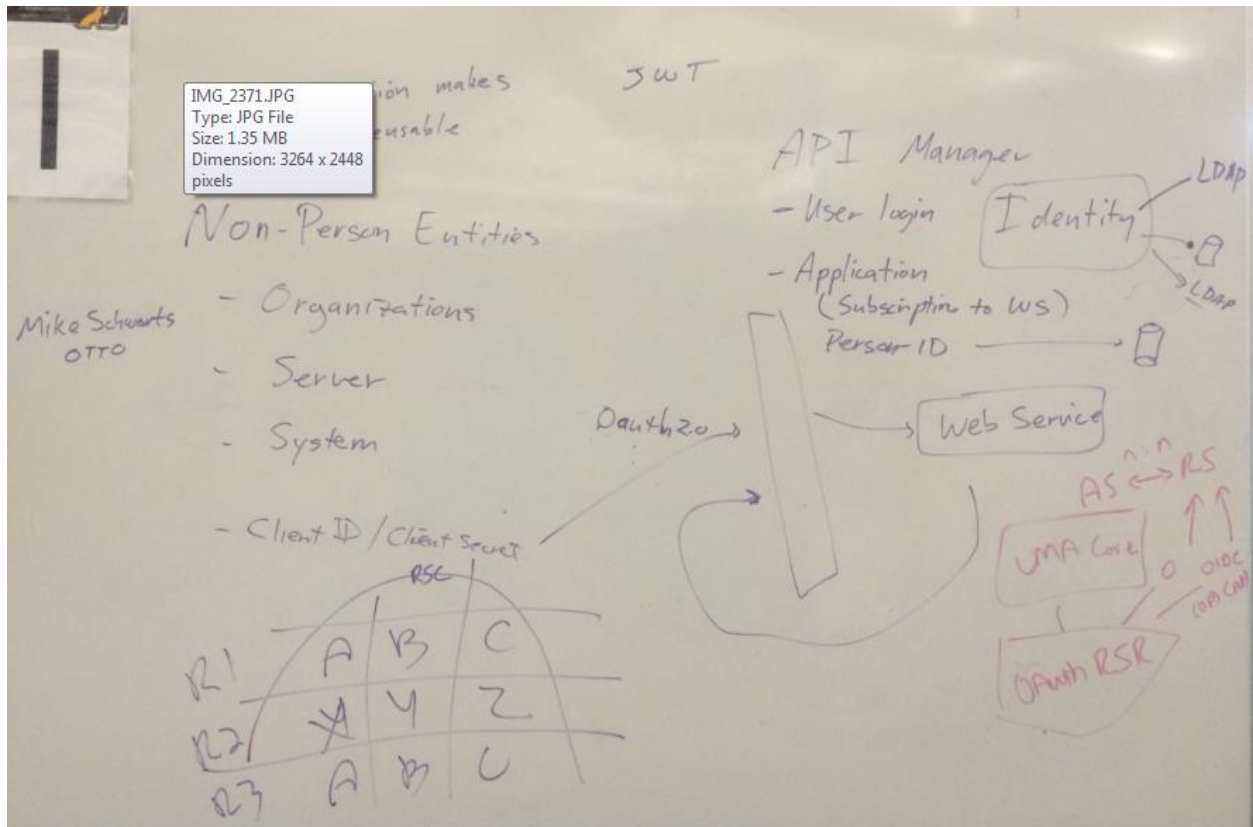 IMG_2371.JPG
Type: JPG File
Size: 1.35 MB
Dimension: 3264 x 2448
pixels
makes
JWT
Non-Person Entities
- Organizations
- Server
- System
- Client ID / Client Secret
Mike Schwarts
OTTO
RSC
R1 A B C
R2 X Y Z
R3 A B C
API Manager
- User login
Identity
LDAP
LDAP
- Application
(Subscription to WS)
Person ID
Oauth20
Web Service
AS n:n RS
UMA Core
O OIDC
OAuth RSR